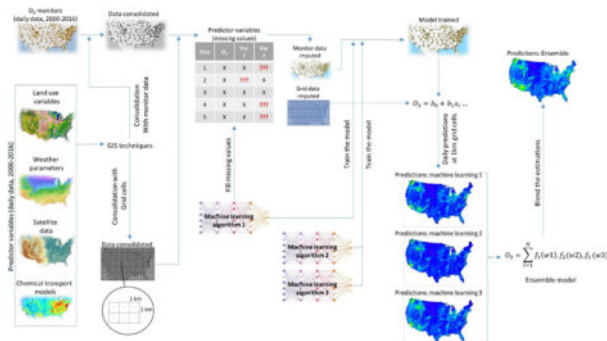 O₃ monitors
(daily data, 2000-2016)
Data consolidated
Predictor variables
(missing values)
Day O₃ Var 1 Var 2
1 X X ???
2 X ??? X
3 X X X
4 X X ???
5 X X ???
Monitor data
imputed
Grid data
imputed
Model trained
O₃ = b₀ + b₁x₁ ...
Predictions: Ensemble
Predictor variables (daily data, 2000-2016)
Land use
variables
Weather
parameters
Satellite
data
Chemical transport
models
GIS techniques
Consolidation
With monitor data
Consolidation with
Grid cells
Data consolidated
1 km
1 km
Fill missing values
Machine learning
algorithm 1
Machine learning
algorithm 2
Machine learning
algorithm 3
Train the model
Train the model
Daily predictions
at 1km grid cells
Predictions: machine learning 1
Predictions: machine learning 2
Predictions: machine learning 3
Blend the estimations
Ensemble model